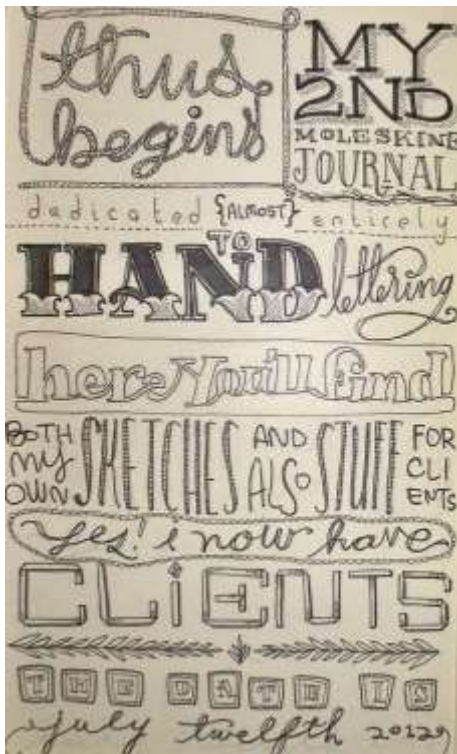 thus begins
MY 2ND
MOLESKINE
JOURNAL
dedicated {ALMOST} entirely
TO
HAND lettering
here you'll find
BOTH MY OWN SKETCHES AND ALSO STUFF FOR CLIENTS
yes! i now have
CLiENTS
THE DATE IS
july twelfth 2012